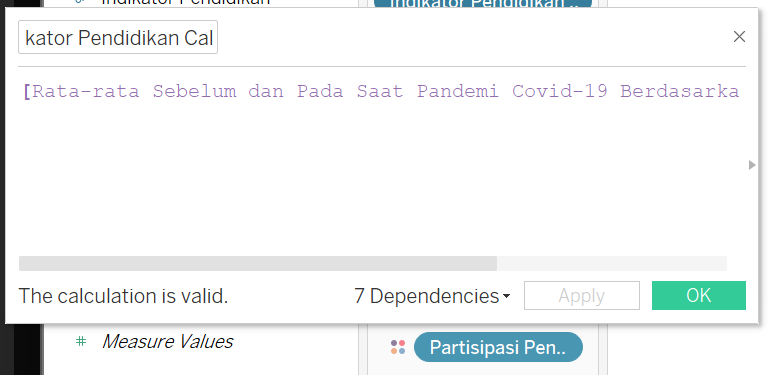 Indikator Pendidikan
Indikator Pendidikan ..
kator Pendidikan Cal
[Rata-rata Sebelum dan Pada Saat Pandemi Covid-19 Berdasarka
The calculation is valid.
7 Dependencies
Apply
OK
# Measure Values
Partisipasi Pen..